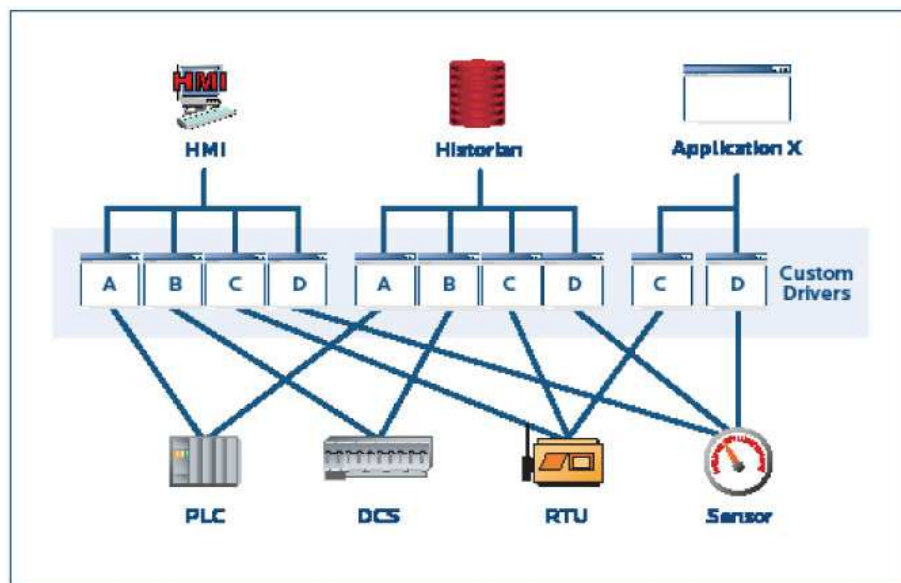 HMI
HMI
Historian
Application X
A
B
C
D
A
B
C
D
C
D
Custom
Drivers
PLC
DCS
RTU
Sensor